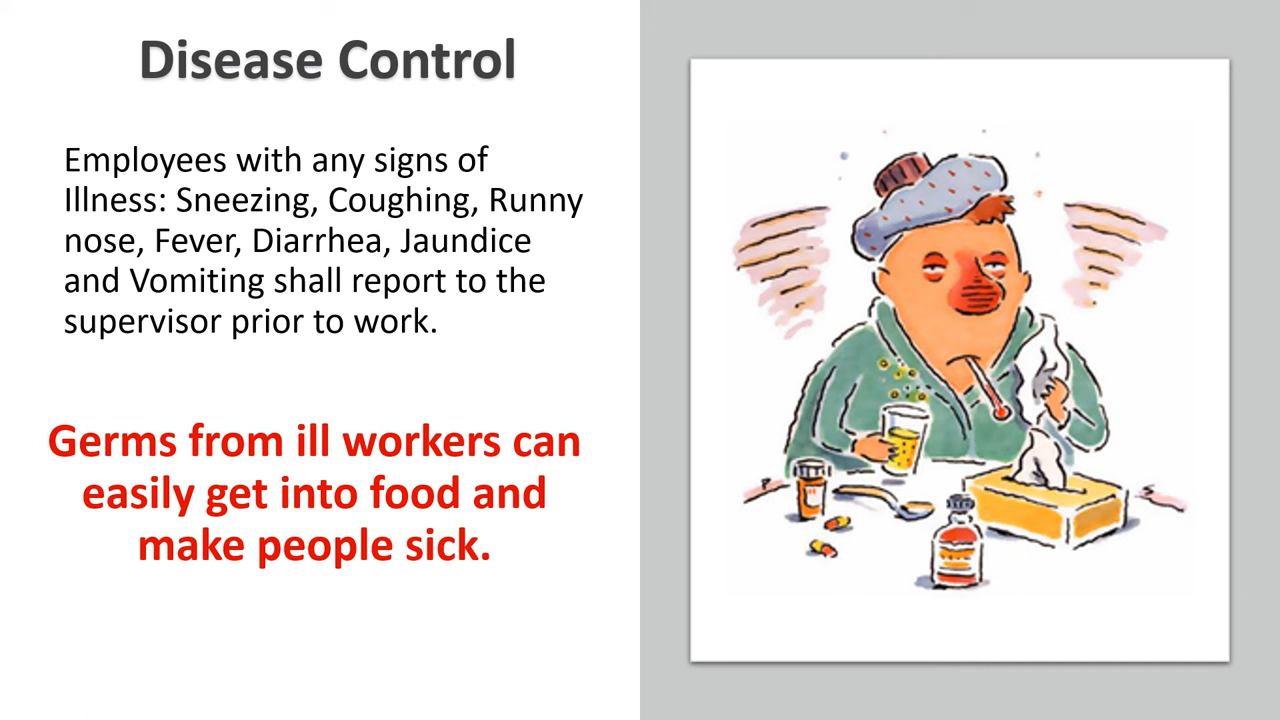 Disease Control
Employees with any signs of
Illness: Sneezing, Coughing, Runny
nose, Fever, Diarrhea, Jaundice
and Vomiting shall report to the
supervisor prior to work.
Germs from ill workers can
easily get into food and
make people sick.